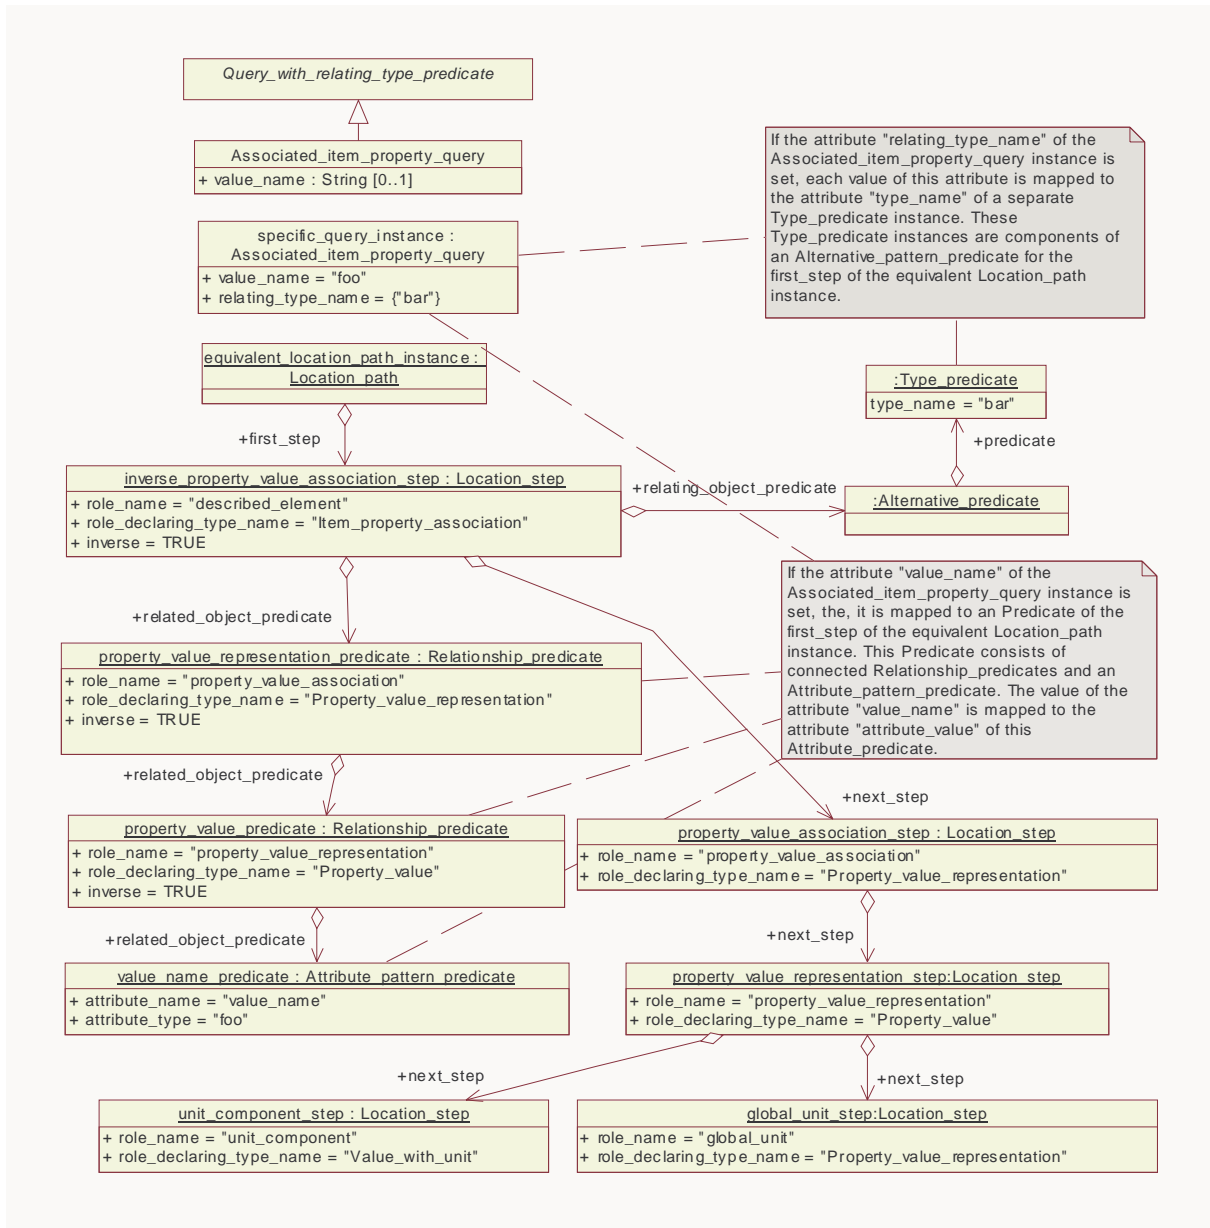 Query_with_relating_type_predicate
Associated_item_property_query
+ value_name : String [0..1]
specific_query_instance :
Associated_item_property_query
+ value_name = "foo"
+ relating_type_name = {"bar"}
If the attribute "relating_type_name" of the
Associated_item_property_query instance is
set, each value of this attribute is mapped to
the attribute "type_name" of a separate
Type_predicate instance. These
Type_predicate instances are components of
an Alternative_pattern_predicate for the
first_step of the equivalent Location_path
instance.
equivalent_location_path_instance :
Location_path
:Type_predicate
type_name = "bar"
+first_step
+predicate
inverse_property_value_association_step : Location_step
+ role_name = "described_element"
+ role_declaring_type_name = "Item_property_association"
+ inverse = TRUE
+relating_object_predicate
:Alternative_predicate
If the attribute "value_name" of the
Associated_item_property_query instance is
set, the, it is mapped to an Predicate of the
first_step of the equivalent Location_path
instance. This Predicate consists of
connected Relationship_predicates and an
Attribute_pattern_predicate. The value of the
attribute "value_name" is mapped to the
attribute "attribute_value" of this
Attribute_predicate.
+related_object_predicate
property_value_representation_predicate : Relationship_predicate
+ role_name = "property_value_association"
+ role_declaring_type_name = "Property_value_representation"
+ inverse = TRUE
+related_object_predicate
+next_step
property_value_predicate : Relationship_predicate
+ role_name = "property_value_representation"
+ role_declaring_type_name = "Property_value"
+ inverse = TRUE
property_value_association_step : Location_step
+ role_name = "property_value_association"
+ role_declaring_type_name = "Property_value_representation"
+related_object_predicate
+next_step
value_name_predicate : Attribute_pattern_predicate
+ attribute_name = "value_name"
+ attribute_type = "foo"
property_value_representation_step:Location_step
+ role_name = "property_value_representation"
+ role_declaring_type_name = "Property_value"
+next_step
+next_step
unit_component_step : Location_step
+ role_name = "unit_component"
+ role_declaring_type_name = "Value_with_unit"
global_unit_step:Location_step
+ role_name = "global_unit"
+ role_declaring_type_name = "Property_value_representation"